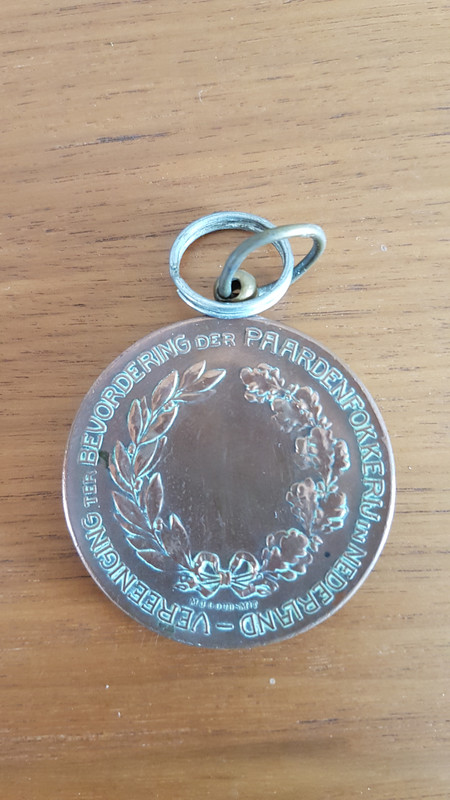 VEREENIGING TER BEVORDERING DER PAARDENFOKKERIJ IN NEDERLAND -